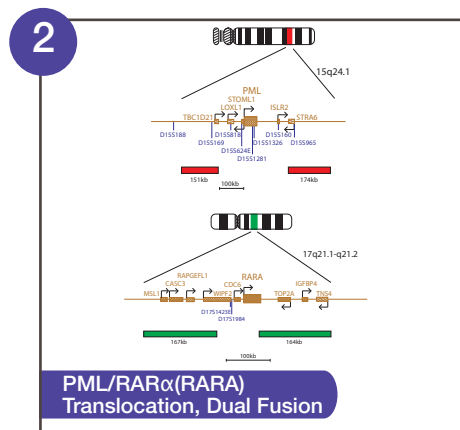 2
15q24.1
PML
STOML1
LOXL1
ISLR2
TBC1D21
STRA6
D15S188
D15S818
D15S160
D15S169
D15S1326
D15S965
D15S624E
D15S1281
151kb
174kb
100kb
17q21.1-q21.2
RARA
RAPGEFL1
CDC6
IGFBP4
CASC3
MSL1
WIPF2
TOP2A
TNS4
D17S1423E
D17S1984
167kb
164kb
100kb
PML/RARα(RARA)
Translocation, Dual Fusion